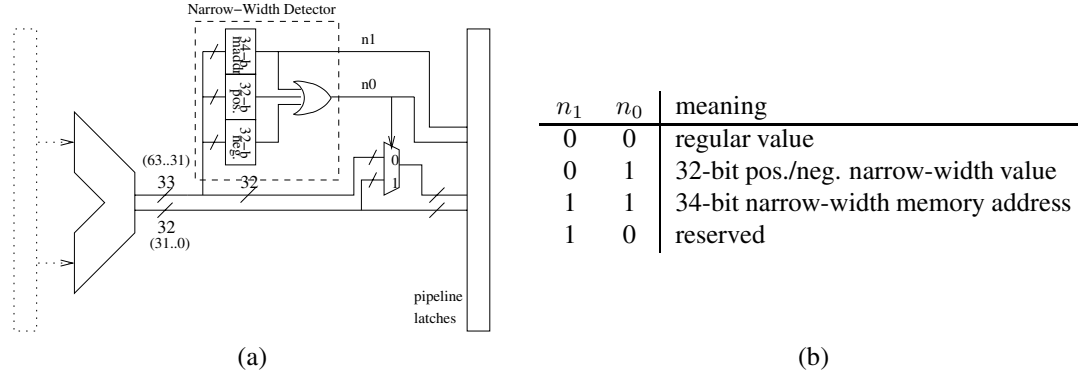 Narrow-Width Detector
34-b
maddr
32-b
pos.
32-b
neg.
n1
n0
0
1
(63..31)
33
32
32
(31..0)
pipeline
latches
(a)
n1 n0 meaning
0 0 regular value
0 1 32-bit pos./neg. narrow-width value
1 1 34-bit narrow-width memory address
1 0 reserved
(b)